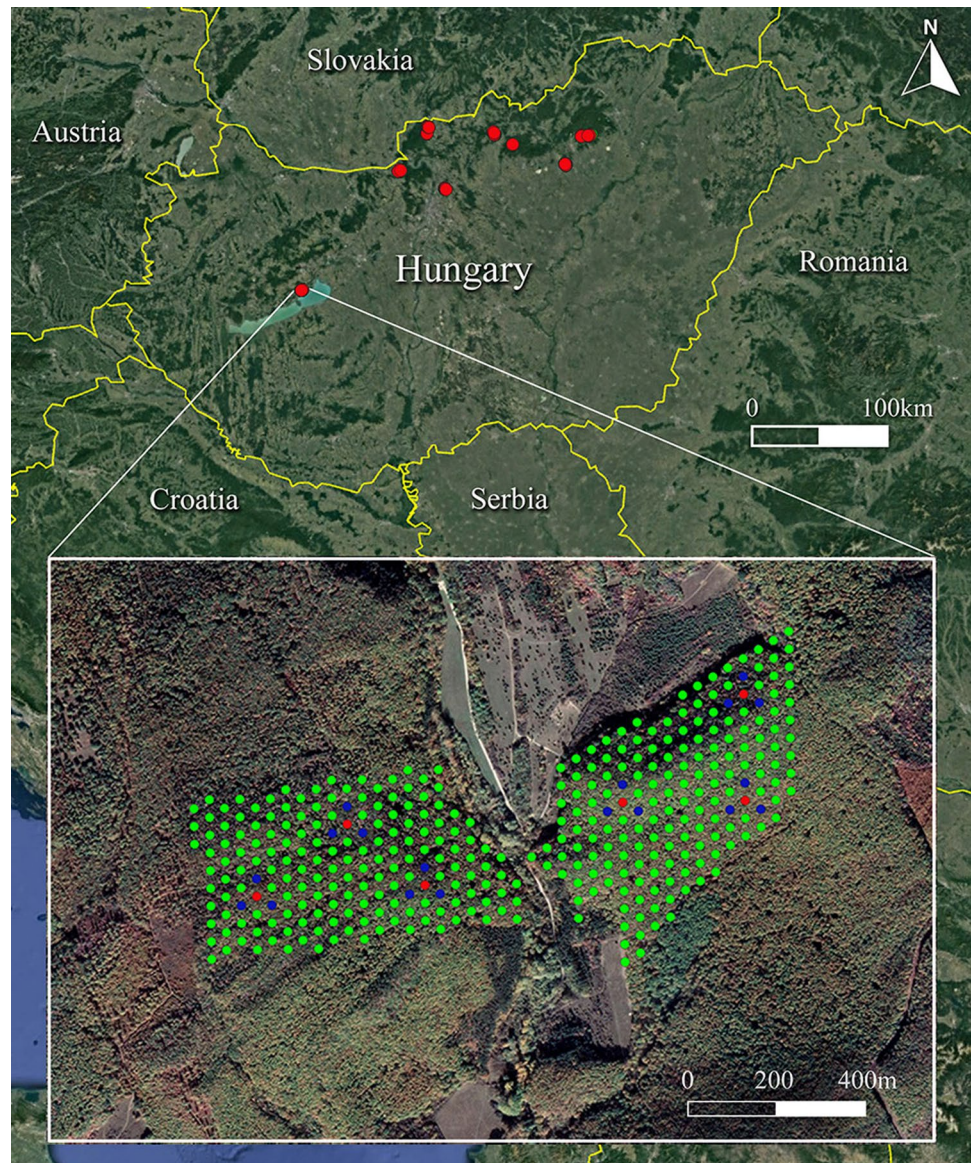 N
Slovakia
Austria
Hungary
Romania
0 100km
Croatia
Serbia
0 200 400m